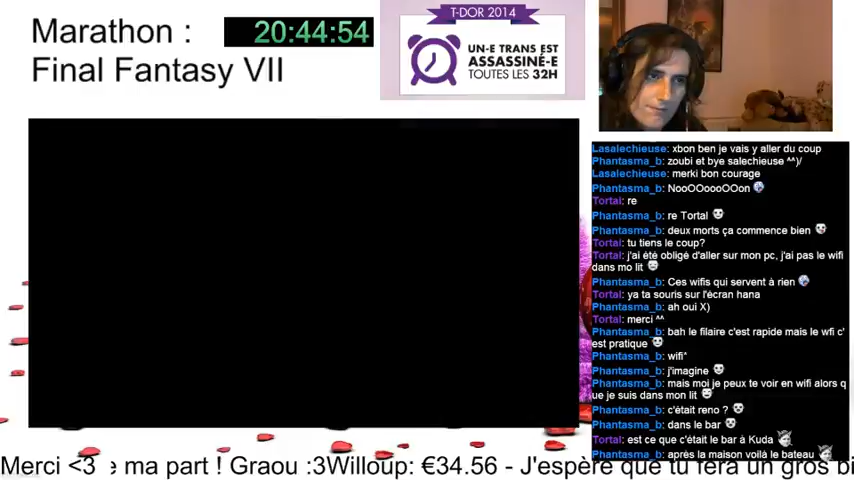 Marathon :
Final Fantasy VII
20:44:54
T-DOR 2014
UN-E TRANS EST
ASSASSINÉ-E
TOUTES LES 32H
Lasalechieuse: xbon ben je vais y aller du coup
Phantasma_b: zoubi et bye salechieuse ^^)/
Lasalechieuse: merki bon courage
Phantasma_b: NooOOoooOOon
Tortai: re
Phantasma_b: re Tortal
Phantasma_b: deux morts ça commence bien
Tortal: tu tiens le coup?
Tortal: j'ai été obligé d'aller sur mon pc, j'ai pas le wifi
dans mo lit
Phantasma_b: Ces wifis qui servent à rien
Tortal: ya ta souris sur l'écran hana
Phantasma_b: ah oui X)
Tortal: merci ^^
Phantasma_b: bah le filaire c'est rapide mais le wfi c'
est pratique
Phantasma_b: wifi*
Phantasma_b: j'imagine
Phantasma_b: mais moi je peux te voir en wifi alors q
ue je suis dans mon lit
Phantasma_b: c'était reno ?
Phantasma_b: dans le bar
Tortal: est ce que c'était le bar à Kuda
Phantasma_b: après la maison voilà le bateau
Merci <3 e ma part ! Graou :3Willoup: €34.56 - J'espère que tu fera un gros bi